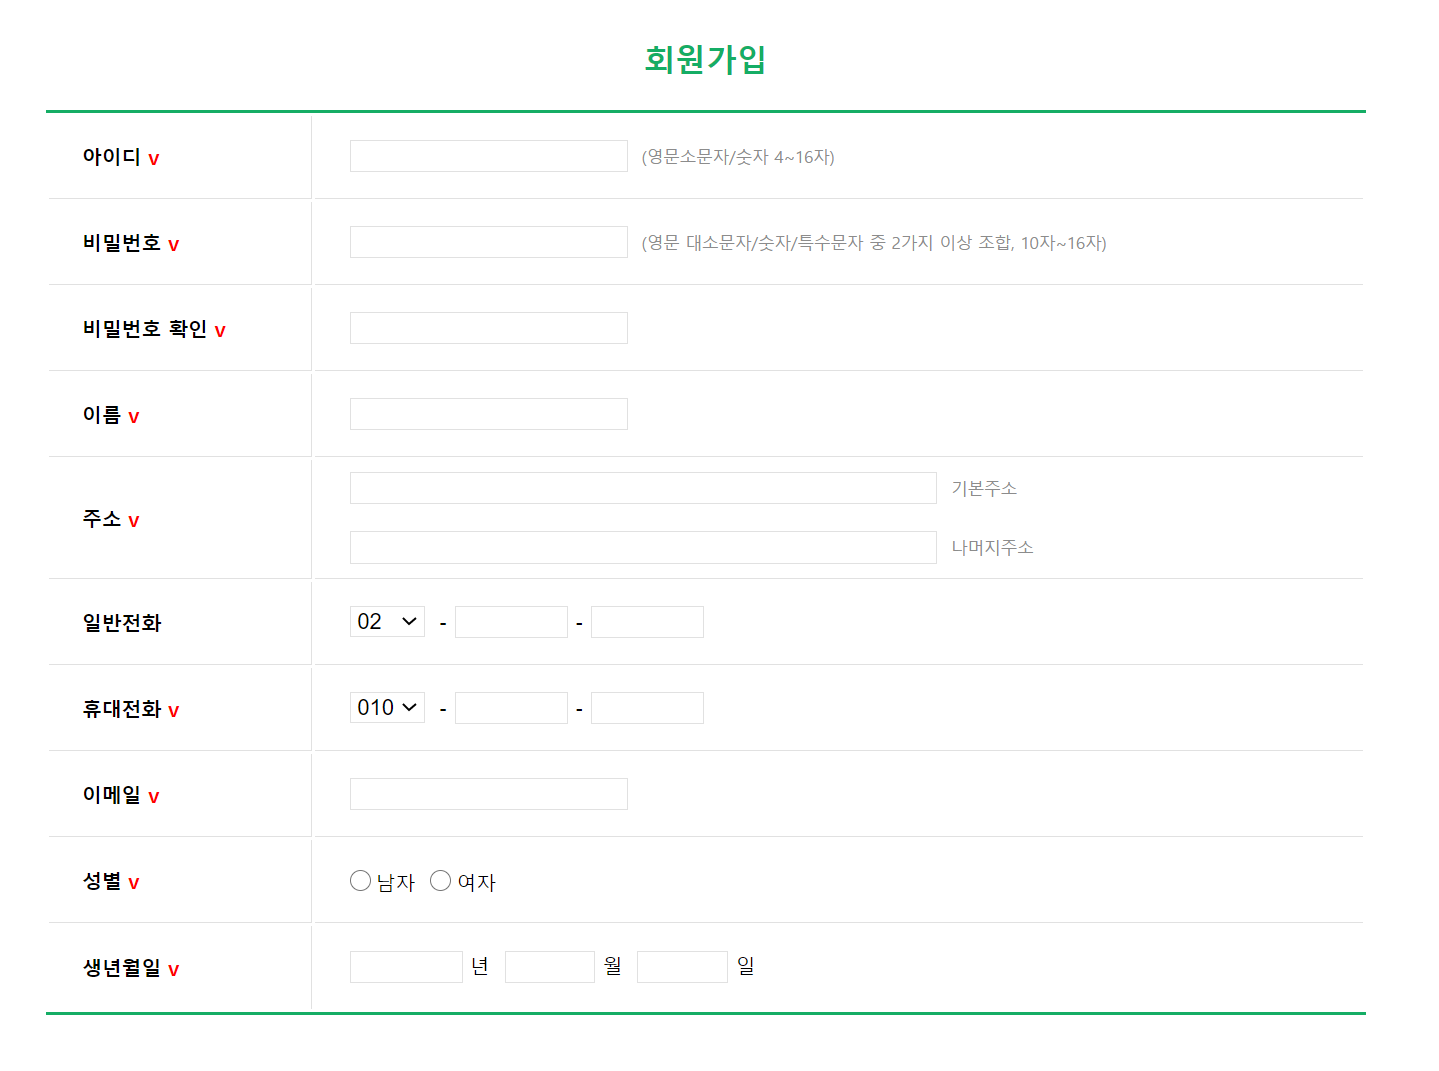 회원가입
아이디 v (영문소문자/숫자 4~16자)
비밀번호 v (영문 대소문자/숫자/특수문자 중 2가지 이상 조합, 10자~16자)
비밀번호 확인 v
이름 v
주소 v
기본주소
나머지주소
일반전화 02 - -
휴대전화 v 010 - -
이메일 v
성별 v 남자 여자
생년월일 v 년 월 일